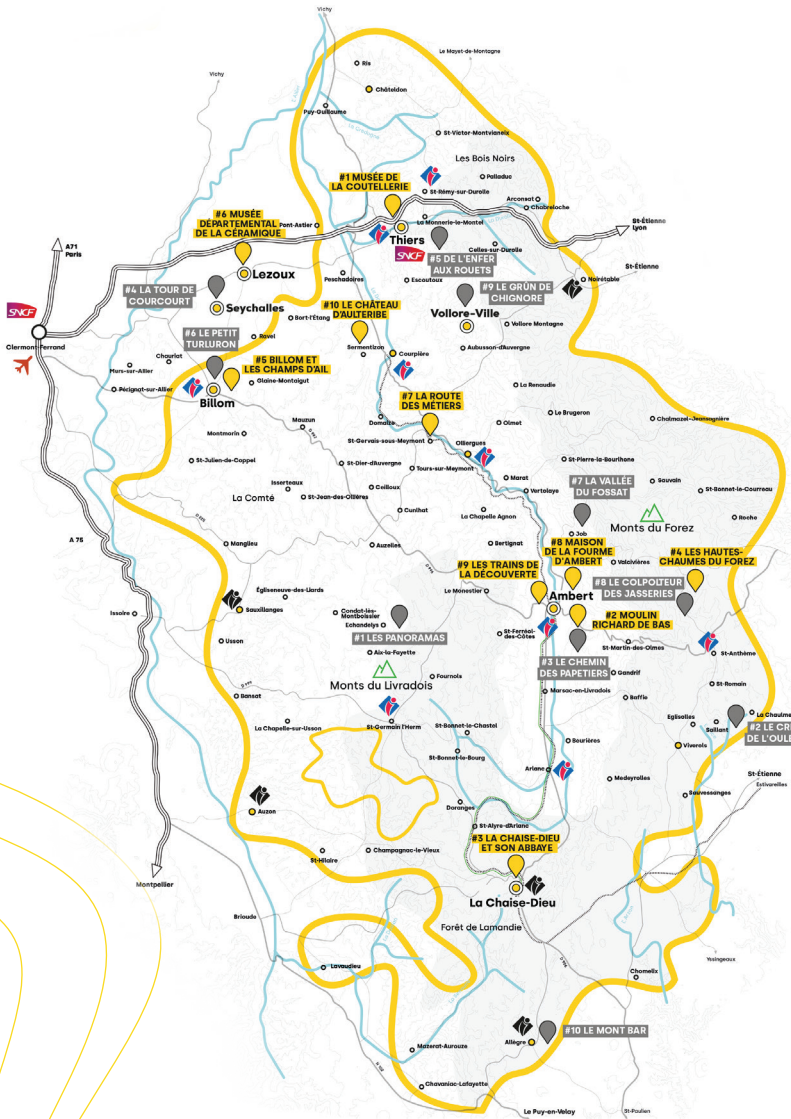 Vichy
Le Mayet-de-Montagne
Ris
Vichy
Châteldon
Puy-Guillaume
St-Victor-Montvianeix
Les Bois Noirs
#1 MUSÉE DE
LA COUTELLERIE
Palladuc
St-Rémy-sur-Durolle
Arconsat
Chabreloche
#6 MUSÉE
DÉPARTEMENTAL
DE LA CÉRAMIQUE
Pont-Astier
La Monnerie-le-Montel
St-Étienne
Lyon
Thiers
A71
Paris
SNCF
Celles-sur-Durolle
#5 DE L'ENFER
AUX ROUETS
Lezoux
Peschadoires
Escoutoux
Noirétable
St-Étienne
#4 LA TOUR DE
COURCOURT
#9 LE GRÜN DE
CHIGNORE
Seychalles
#10 LE CHÂTEAU
D'AULTERIBE
Vollore-Ville
SNCF
Bort-l'Étang
Vollore Montagne
Clermont-Ferrand
#6 LE PETIT
TURLURON
Ravel
Sermentizon
Courpière
Aubusson-d'Auvergne
Chauriat
Murs-sur-Allier
#5 BILLOM ET
LES CHAMPS D'AIL
Glaine-Montaigut
Pérignat-sur-Allier
Billom
La Renaudie
#7 LA ROUTE
DES MÉTIERS
Mauzun
Domaize
Olmet
Le Brugeron
Chalmazel-Jeansagnière
Montmorin
St-Gervais-sous-Meymont
Olliergues
St-Julien-de-Coppel
St-Dier-d'Auvergne
Tours-sur-Meymont
St-Pierre-la-Bourlhone
Isserteaux
Ceilloux
Marat
Vertolaye
Sauvain
St-Bonnet-le-Courreau
La Comté
St-Jean-des-Ollières
Cunlhat
La Chapelle Agnon
#7 LA VALLÉE
DU FOSSAT
Roche
Monts du Forez
A 75
Manglieu
Auzelles
Bertignat
Job
#8 MAISON
DE LA FOURME
D'AMBERT
Valcivières
#4 LES HAUTES-
CHAUMES DU FOREZ
#9 LES TRAINS DE
LA DÉCOUVERTE
#8 LE COLPORTEUR
DES JASSERIES
Égliseneuve-des-Liards
Le Monestier
Ambert
Issoire
Sauxillanges
Condat-lès-
Montboissier
Echandelys
#2 MOULIN
RICHARD DE BAS
#1 LES PANORAMAS
St-Ferréol-
des-Côtes
Usson
Aix-la-Fayette
St-Martin-des-Olmes
St-Anthème
#3 LE CHEMIN
DES PAPETIERS
Monts du Livradois
Fournols
Gandrif
St-Romain
Bansat
Marsac-en-Livradois
Baffie
La Chaulme
La Chapelle-sur-Usson
St-Germain l'Herm
St-Bonnet-le-Chastel
Eglisolles
Saillant
#2 LE CR
DE L'OULE
Beurières
Viverols
St-Bonnet-le-Bourg
Arlanc
Medeyrolles
St-Étienne
Estivareilles
Auzon
Doranges
Sauvessanges
St-Alyre-d'Arlanc
#3 LA CHAISE-DIEU
ET SON ABBAYE
St-Hilaire
Champagnac-le-Vieux
Montpellier
La Chaise-Dieu
Brioude
Forêt de Lamandie
Yssingeaux
Lavaudieu
Chomelix
#10 LE MONT BAR
Allègre
Mazerat-Aurouze
Chavaniac-Lafayette
Le Puy-en-Velay
St-Paulien